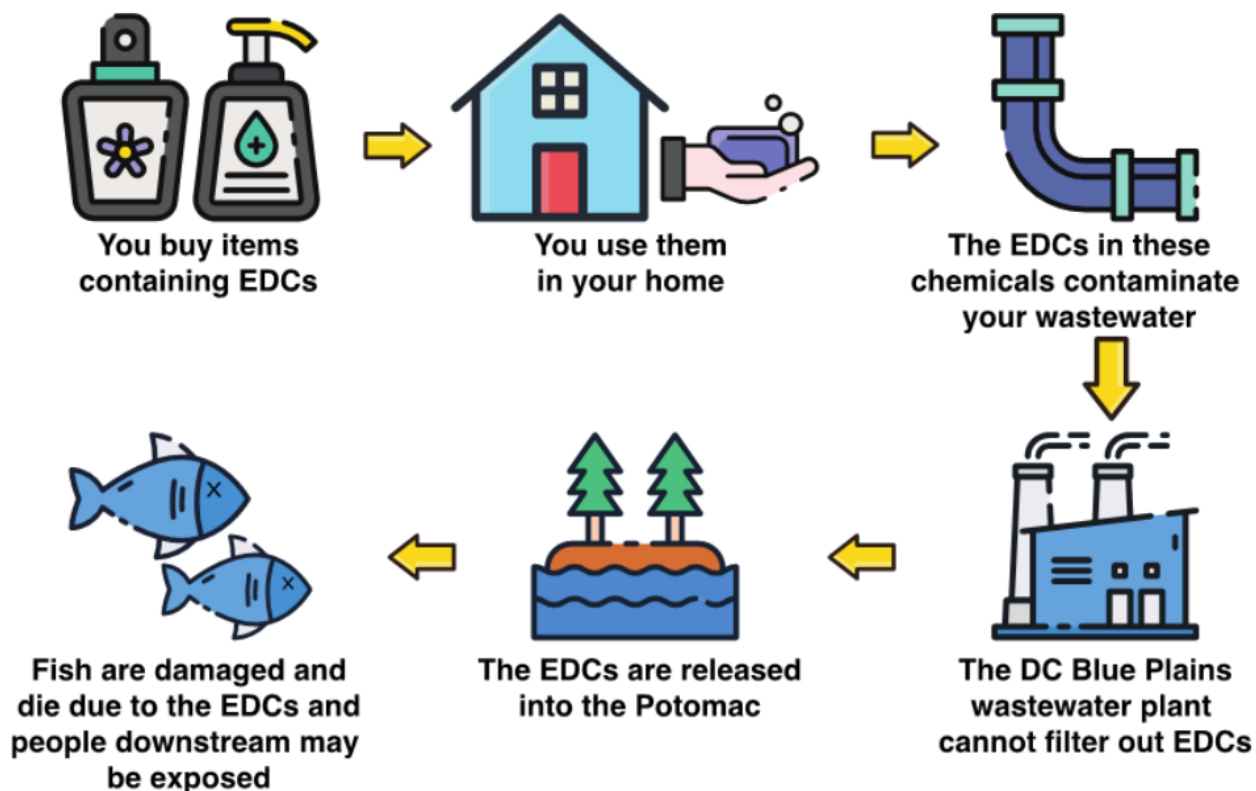 You buy items
containing EDCs
You use them
in your home
The EDCs in these
chemicals contaminate
your wastewater
The DC Blue Plains
wastewater plant
cannot filter out EDCs
The EDCs are released
into the Potomac
Fish are damaged and
die due to the EDCs and
people downstream may
be exposed